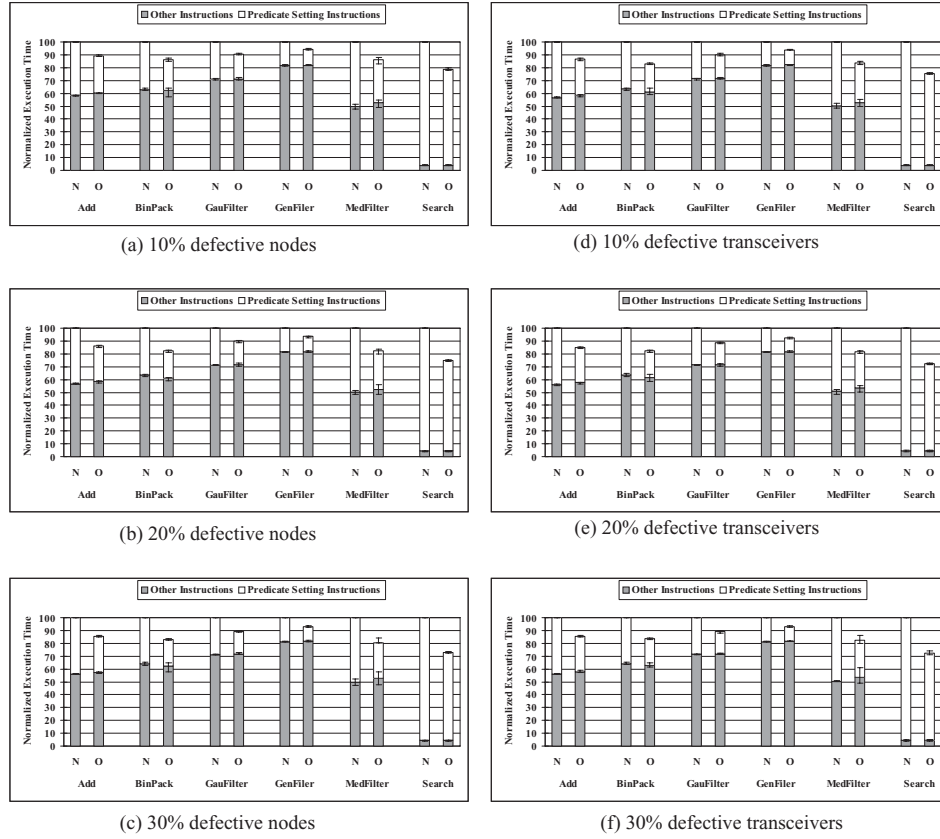 Other Instructions Predicate Setting Instructions
Normalized Execution Time
100
90
80
70
60
50
40
30
20
10
0
N O N O N O N O N O N O
Add BinPack GauFilter GenFiler MedFilter Search
(a) 10% defective nodes
Other Instructions Predicate Setting Instructions
Normalized Execution Time
100
90
80
70
60
50
40
30
20
10
0
N O N O N O N O N O N O
Add BinPack GauFilter GenFiler MedFilter Search
(d) 10% defective transceivers
Other Instructions Predicate Setting Instructions
Normalized Execution Time
100
90
80
70
60
50
40
30
20
10
0
N O N O N O N O N O N O
Add BinPack GauFilter GenFiler MedFilter Search
(b) 20% defective nodes
Other Instructions Predicate Setting Instructions
Normalized Execution Time
100
90
80
70
60
50
40
30
20
10
0
N O N O N O N O N O N O
Add BinPack GauFilter GenFiler MedFilter Search
(e) 20% defective transceivers
Other Instructions Predicate Setting Instructions
Normalized Execution Time
100
90
80
70
60
50
40
30
20
10
0
N O N O N O N O N O N O
Add BinPack GauFilter GenFiler MedFilter Search
(c) 30% defective nodes
Other Instructions Predicate Setting Instructions
Normalized Execution Time
100
90
80
70
60
50
40
30
20
10
0
N O N O N O N O N O N O
Add BinPack GauFilter GenFiler MedFilter Search
(f) 30% defective transceivers